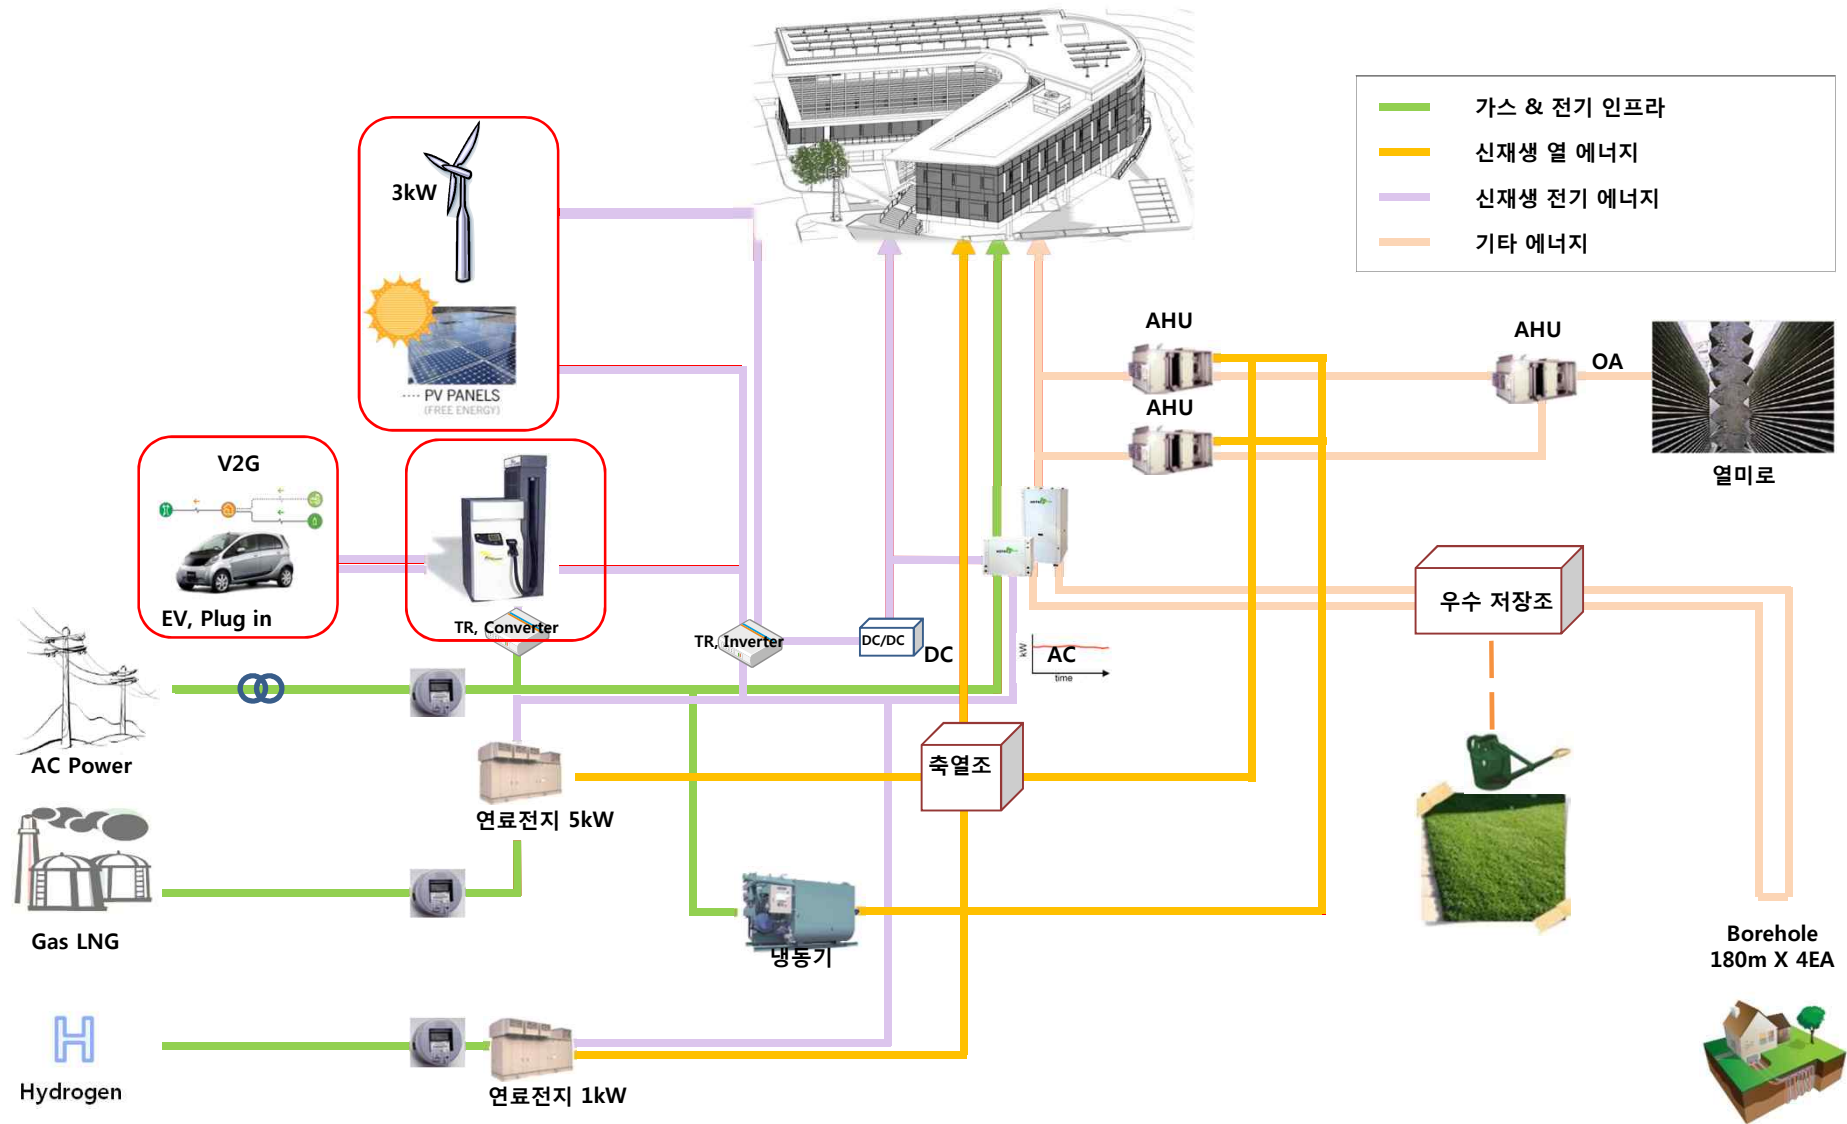 가스 & 전기 인프라
신재생 열 에너지
신재생 전기 에너지
기타 에너지
3kW
PV PANELS
(FREE ENERGY)
AHU
AHU
AHU
OA
열미로
V2G
EV, Plug in
TR, Converter
TR, Inverter
DC/DC
DC
kW
AC
time
우수 저장조
AC Power
축열조
연료전지 5kW
Gas LNG
냉동기
Borehole
180m X 4EA
H
Hydrogen
연료전지 1kW